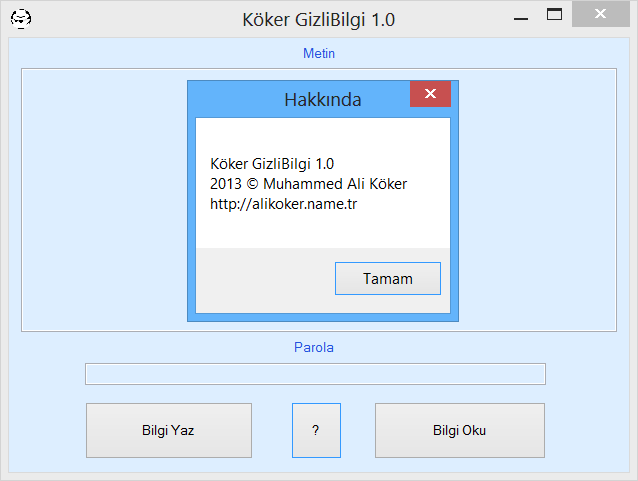 Köker GizliBilgi 1.0
Metin
Hakkında
Köker GizliBilgi 1.0
2013 © Muhammed Ali Köker
http://alikoker.name.tr
Tamam
Parola
Bilgi Yaz
?
Bilgi Oku